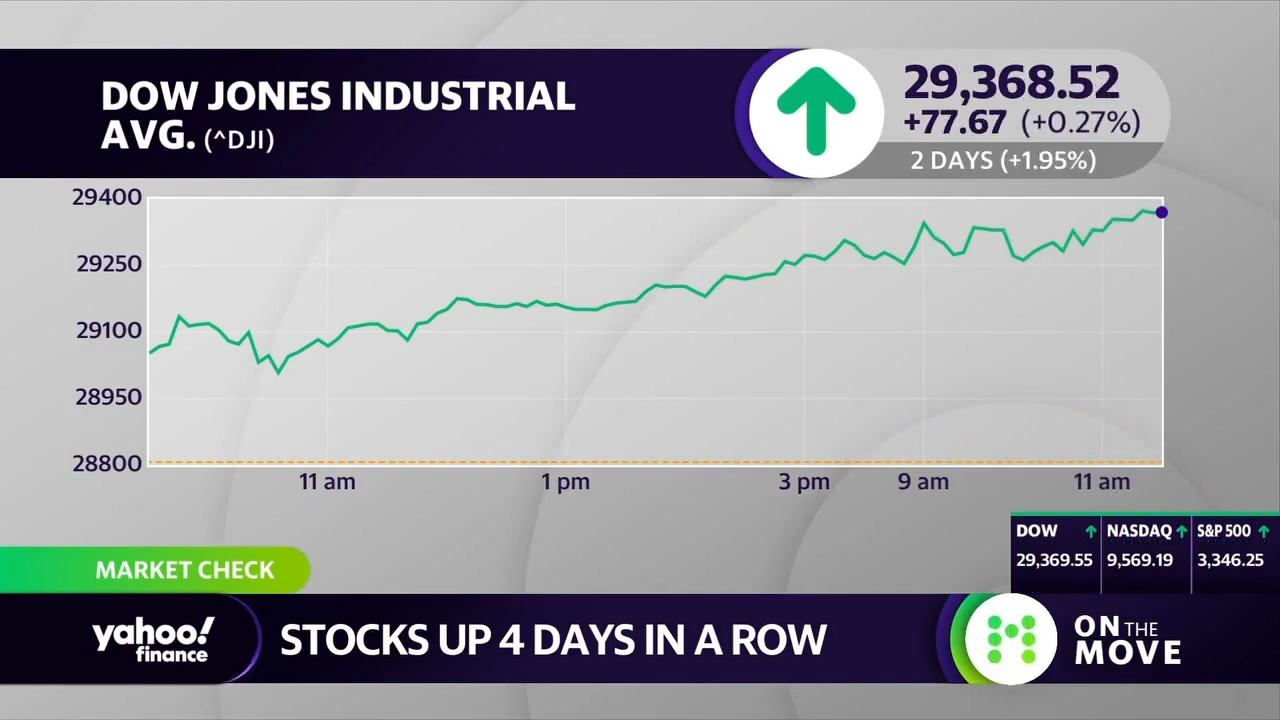 DOW JONES INDUSTRIAL
AVG. (^DJI)
29,368.52
+77.67 (+0.27%)
2 DAYS (+1.95%)
29400
29250
29100
28950
28800
11 am
1 pm
3 pm
9 am
11 am
DOW
29,369.55
NASDAQ
9,569.19
S&P 500
3,346.25
MARKET CHECK
yahoo!
finance
STOCKS UP 4 DAYS IN A ROW
ON THE
MOVE